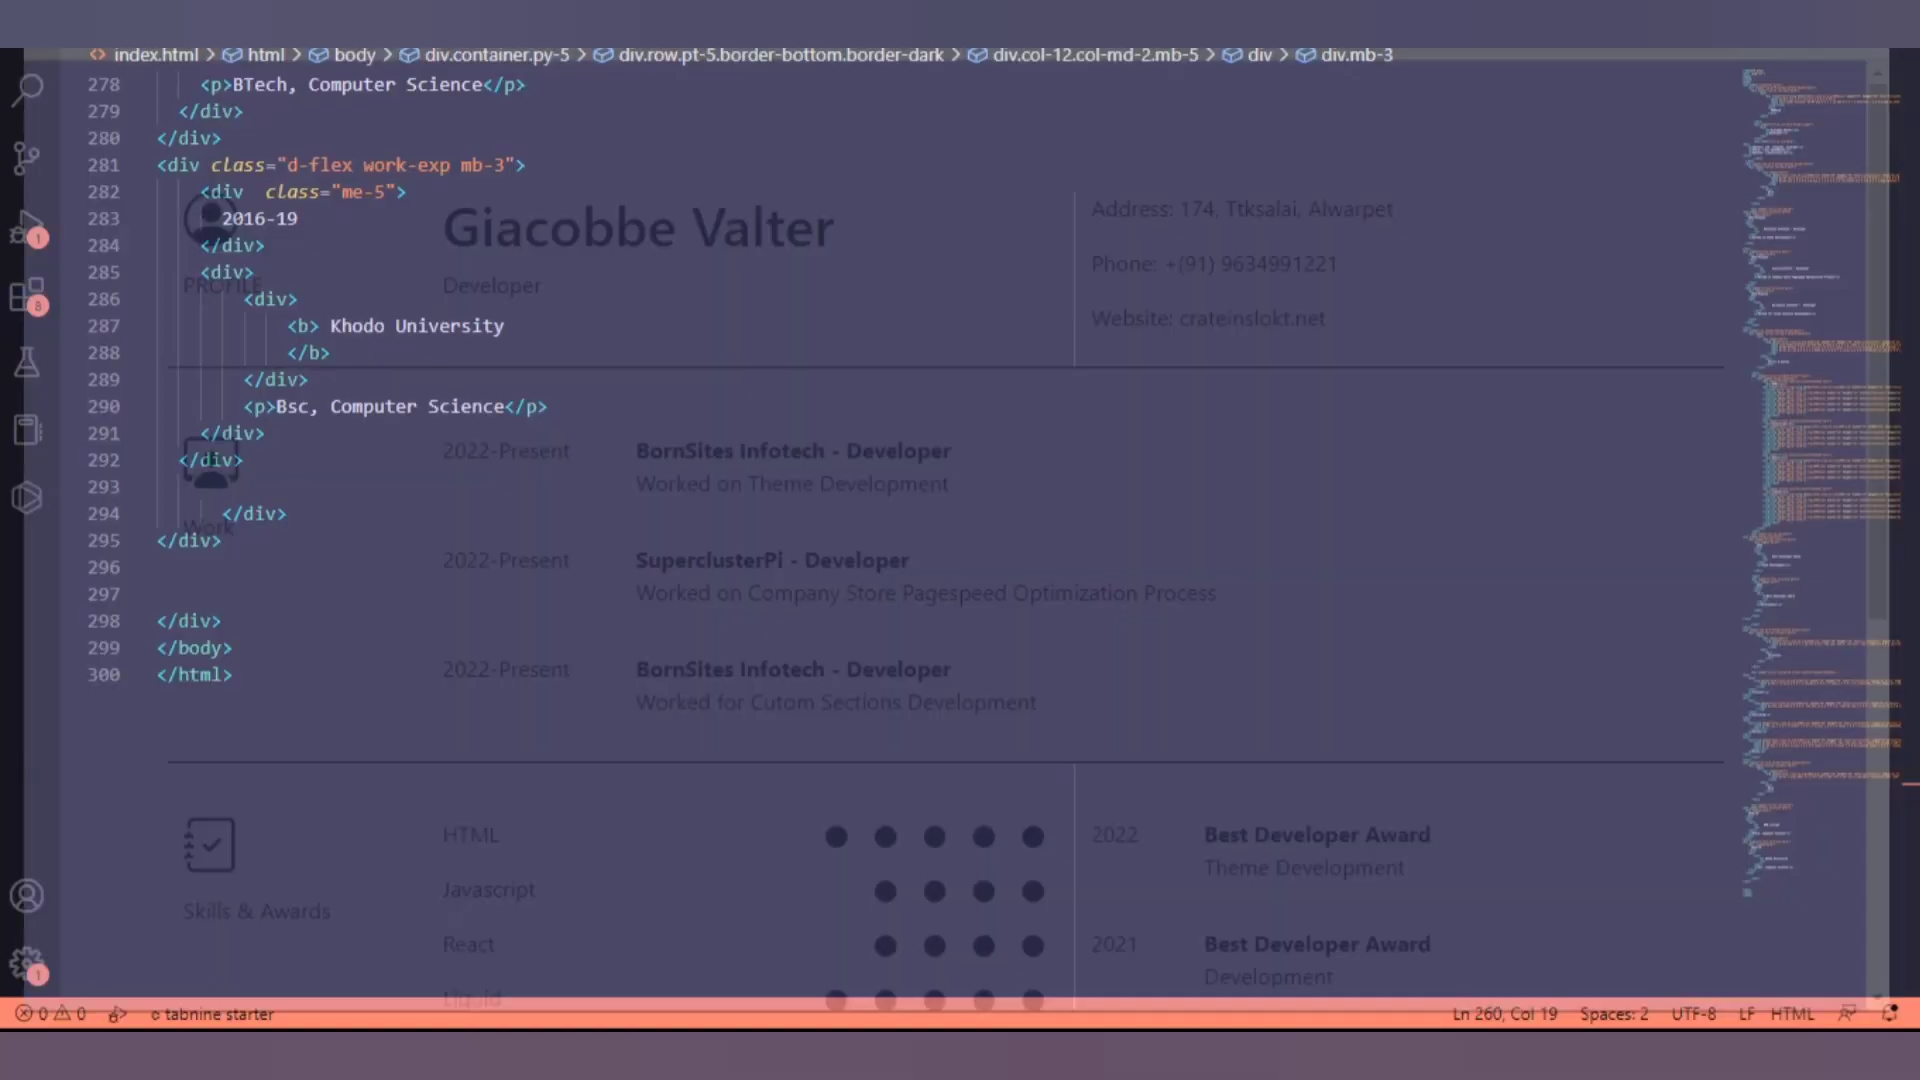 index.html > html > body > div.container.py-5 > div.row.pt-5.border-bottom.border-dark > div.col-12.col-md-2.mb-5 > div > div.mb-3
278 <p>BTech, Computer Science</p>
279 </div>
280 </div>
281 <div class="d-flex work-exp mb-3">
282 <div  class="me-5">
283 2016-19
284 </div>
285 <div>
286 <div>
287 <b> Khodo University
288 </b>
289 </div>
290 <p>Bsc, Computer Science</p>
291 </div>
292 </div>
293
294 </div>
295 </div>
296
297
298 </div>
299 </body>
300 </html>
1
8
1
PROFILE
Giacobbe Valter
Developer
Address: 174, Ttksalai, Alwarpet
Phone: +(91) 9634991221
Website: crateinslokt.net
Work
2022-Present BornSites Infotech - Developer
Worked on Theme Development
2022-Present SuperclusterPi - Developer
Worked on Company Store Pagespeed Optimization Process
2022-Present BornSites Infotech - Developer
Worked for Cutom Sections Development
Skills & Awards
HTML
Javascript
React
Liquid
2022 Best Developer Award
Theme Development
2021 Best Developer Award
Development
0 0 tabnine starter Ln 260, Col 19 Spaces: 2 UTF-8 LF HTML